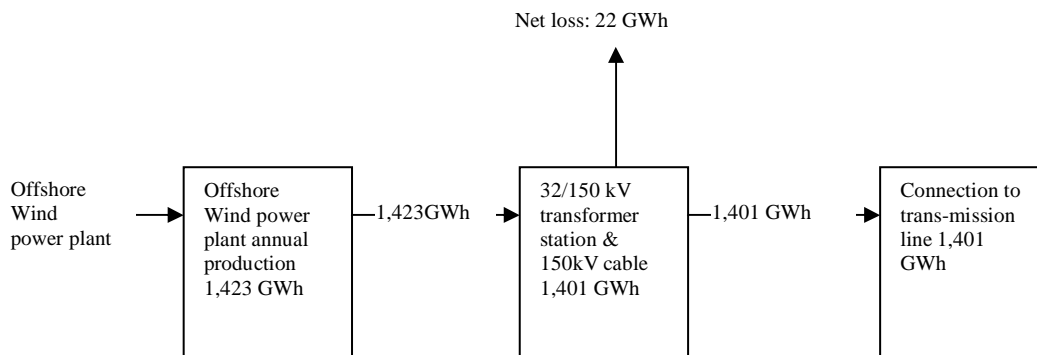 Net loss: 22 GWh
Offshore
Wind
power plant
Offshore
Wind power
plant annual
production
1,423 GWh
1,423GWh
32/150 kV
transformer
station &
150kV cable
1,401 GWh
1,401 GWh
Connection to
trans-mission
line 1,401
GWh